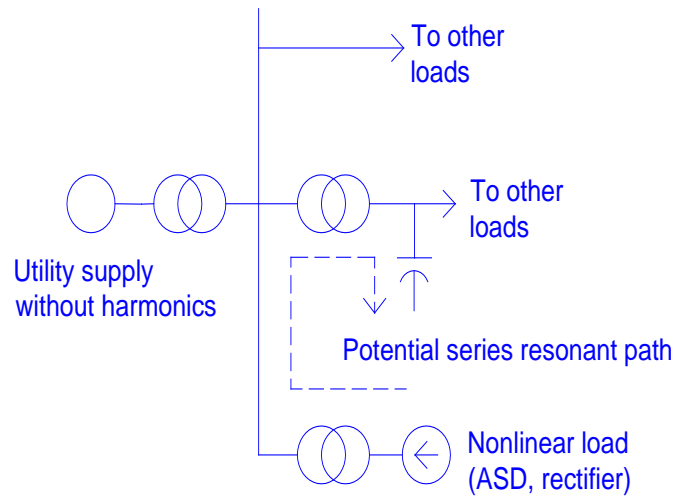 To other
loads
To other
loads
Utility supply
without harmonics
Potential series resonant path
Nonlinear load
(ASD, rectifier)